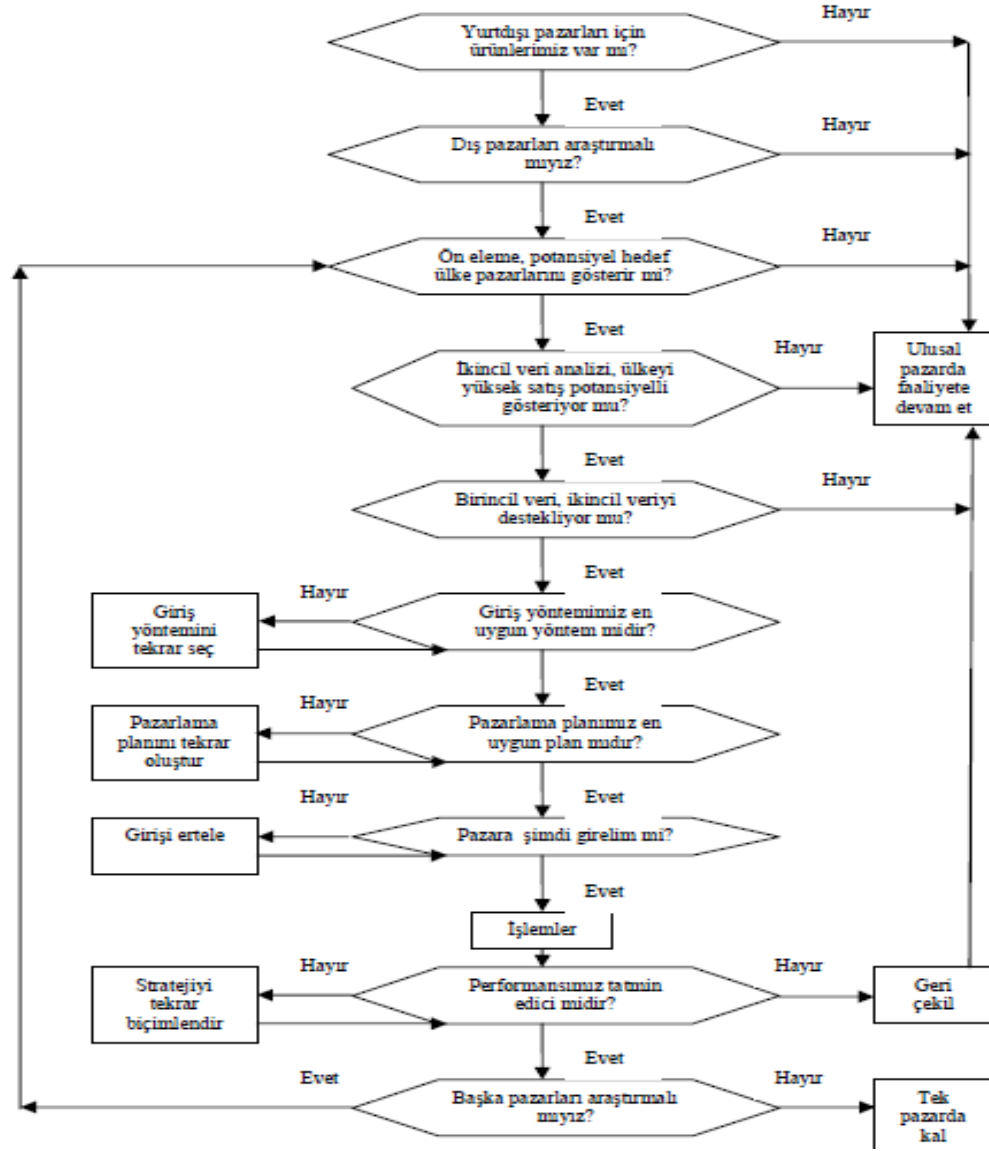 Hayır
Yurtdışı pazarları için
ürünlerimiz var mı?
Evet
Hayır
Dış pazarları araştırmalı
mıyız?
Evet
Hayır
Ön eleme, potansiyel hedef
ülke pazarlarını gösterir mi?
Evet
Hayır
İkincil veri analizi, ülkeyi
yüksek satış potansiyelli
gösteriyor mu?
Ulusal
pazarda
faaliyete
devam et
Evet
Hayır
Birincil veri, ikincil veriyi
destekliyor mu?
Evet
Hayır
Giriş
yöntemini
tekrar seç
Giriş yöntemimiz en
uygun yöntem midir?
Evet
Hayır
Pazarlama
planını tekrar
oluştur
Pazarlama planımız en
uygun plan mıdır?
Evet
Hayır
Girişi ertele
Pazara şimdi girelim mi?
Evet
İşlemler
Hayır
Stratejiyi
tekrar
biçimlendir
Performansımız tatmin
edici midir?
Hayır
Geri
çekil
Evet
Evet
Başka pazarları araştırmalı
mıyız?
Hayır
Tek
pazarda
kal